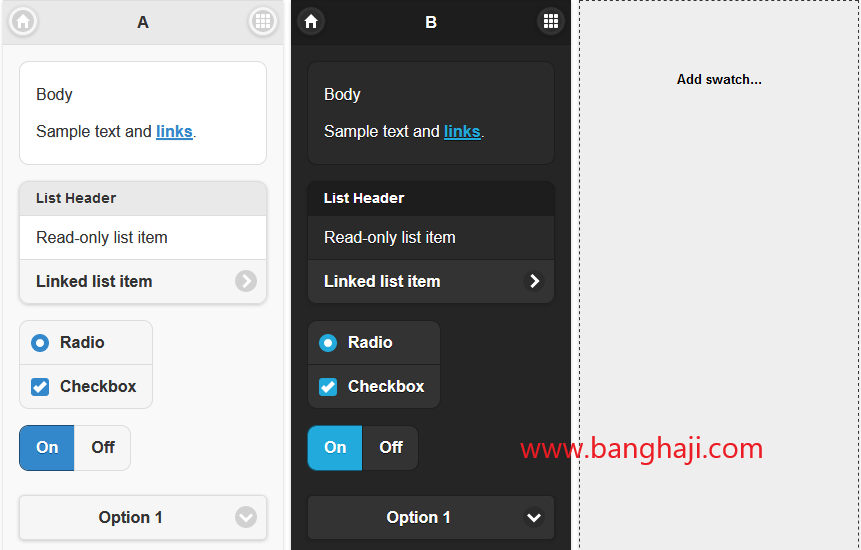 A
Body
Sample text and links.
List Header
Read-only list item
Linked list item
Radio
Checkbox
On Off
Option 1
B
Body
Sample text and links.
List Header
Read-only list item
Linked list item
Radio
Checkbox
On Off
Option 1
Add swatch...
www.banghaji.com